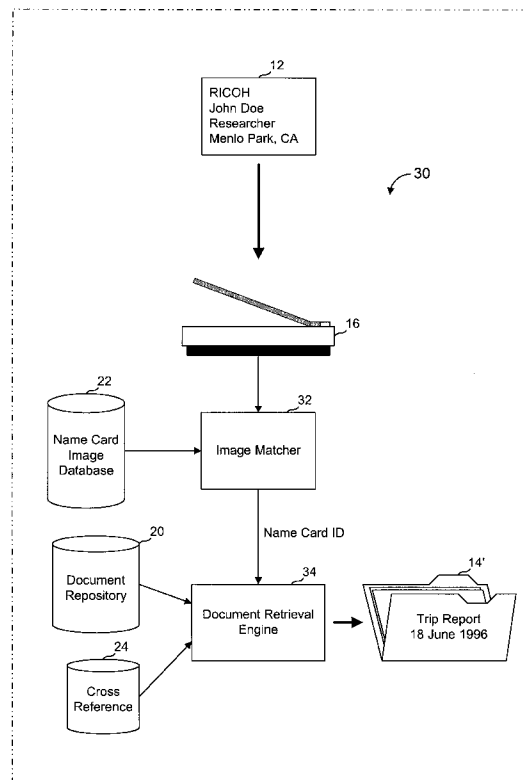 12
RICOH
John Doe
Researcher
Menlo Park, CA
30
16
22
32
Name Card
Image
Database
Image Matcher
Name Card ID
20
34
14'
Document
Repository
Document Retrieval
Engine
Trip Report
18 June 1996
24
Cross
Reference